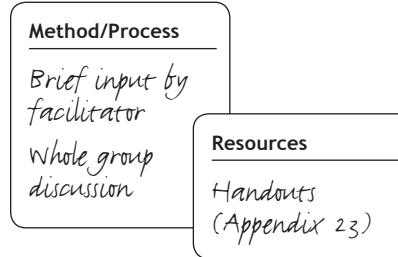 Method/Process
Brief input by
facilitator
Whole group
discussion
Resources
Handouts
(Appendix 23)